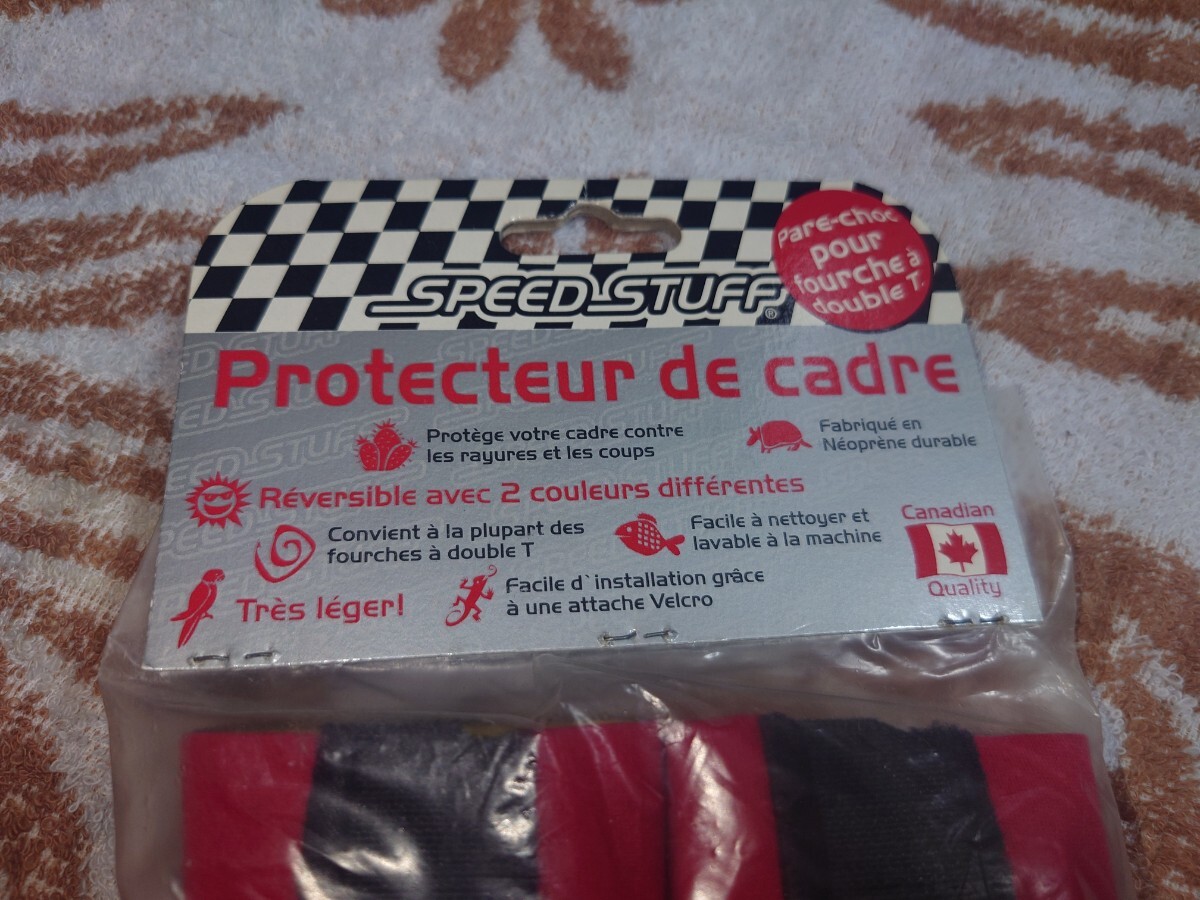 SPEED STUFF®
Pare-choc
pour
fourche à
double T.
Protecteur de cadre
Protège votre cadre contre
les rayures et les coups
Fabriqué en
Néoprène durable
Réversible avec 2 couleurs différentes
Convient à la plupart des
fourches à double T
Facile à nettoyer et
lavable à la machine
Canadian
Quality
Très léger!
Facile d`installation grâce
à une attache Velcro